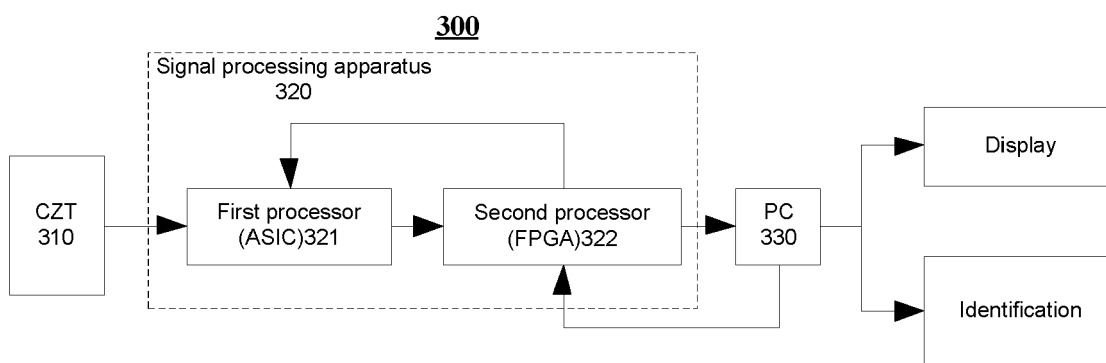 300
Signal processing apparatus
320
CZT
310
First processor
(ASIC)321
Second processor
(FPGA)322
PC
330
Display
Identification